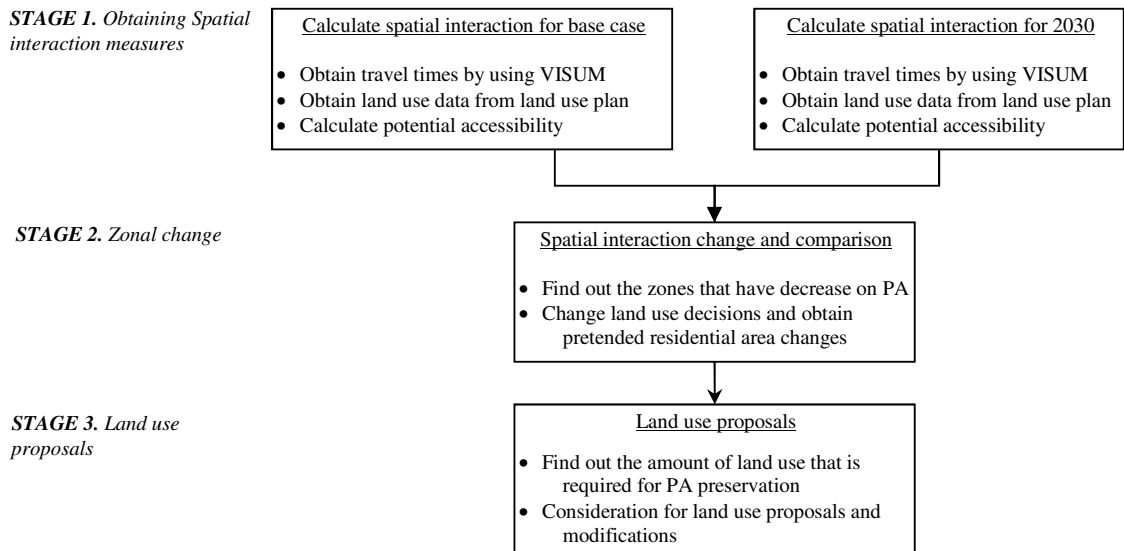 STAGE 1. Obtaining Spatial
interaction measures
Calculate spatial interaction for base case
• Obtain travel times by using VISUM
• Obtain land use data from land use plan
• Calculate potential accessibility
Calculate spatial interaction for 2030
• Obtain travel times by using VISUM
• Obtain land use data from land use plan
• Calculate potential accessibility
STAGE 2. Zonal change
Spatial interaction change and comparison
• Find out the zones that have decrease on PA
• Change land use decisions and obtain
pretended residential area changes
STAGE 3. Land use
proposals
Land use proposals
• Find out the amount of land use that is
required for PA preservation
• Consideration for land use proposals and
modifications